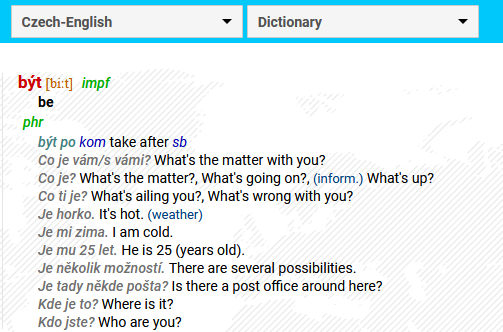 Czech-English Dictionary
být [bi:t] impf
be
phr
být po kom take after sb
Co je vám/s vámi? What's the matter with you?
Co je? What's the matter?, What's going on?, (inform.) What's up?
Co ti je? What's ailing you?, What's wrong with you?
Je horko. It's hot. (weather)
Je mi zima. I am cold.
Je mu 25 let. He is 25 (years old).
Je několik možností. There are several possibilities.
Je tady někde pošta? Is there a post office around here?
Kde je to? Where is it?
Kdo jste? Who are you?